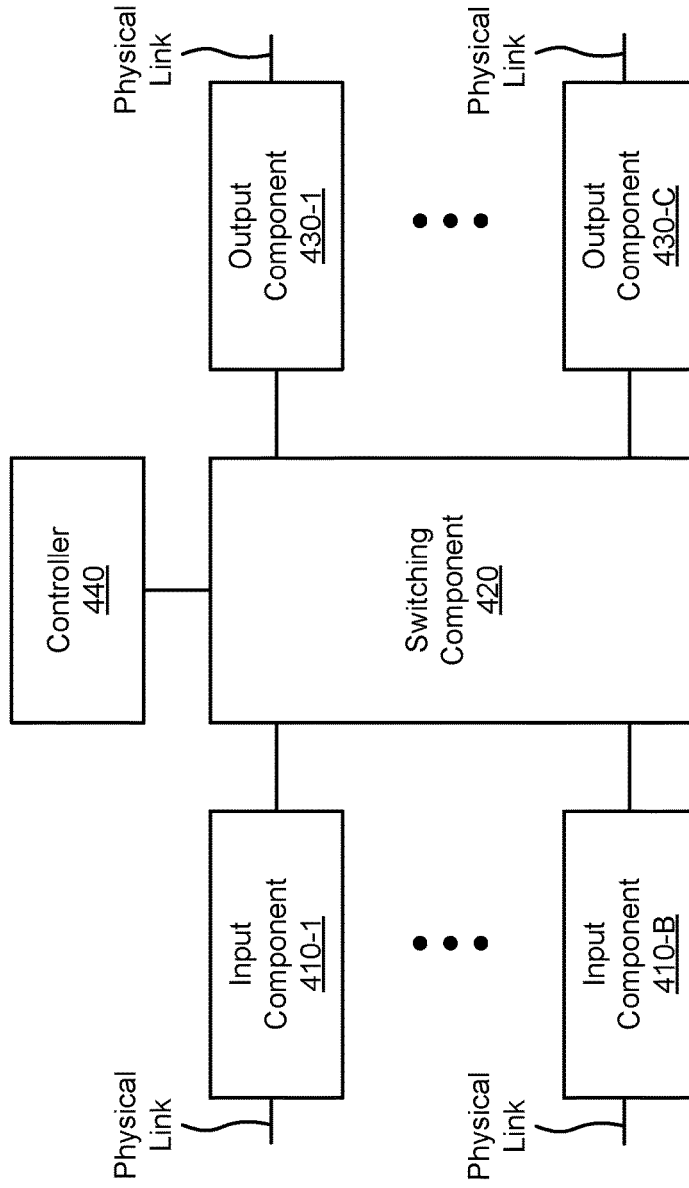 Controller
440
Physical
Link
Input
Component
410-1
Switching
Component
420
Output
Component
430-1
Physical
Link
Physical
Link
Input
Component
410-B
Output
Component
430-C
Physical
Link